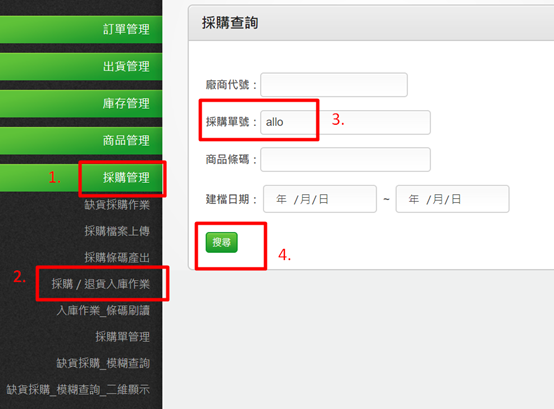 訂單管理
出貨管理
庫存管理
商品管理
1. 採購管理
缺貨採購作業
採購檔案上傳
採購條碼產出
2. 採購 / 退貨入庫作業
入庫作業_條碼刷讀
採購單管理
缺貨採購_模糊查詢
缺貨採購_模糊查詢_二維顯示
採購查詢
廠商代號：
採購單號： allo 3.
商品條碼：
建檔日期： 年 /月/日 ~ 年 /月/日
搜尋 4.